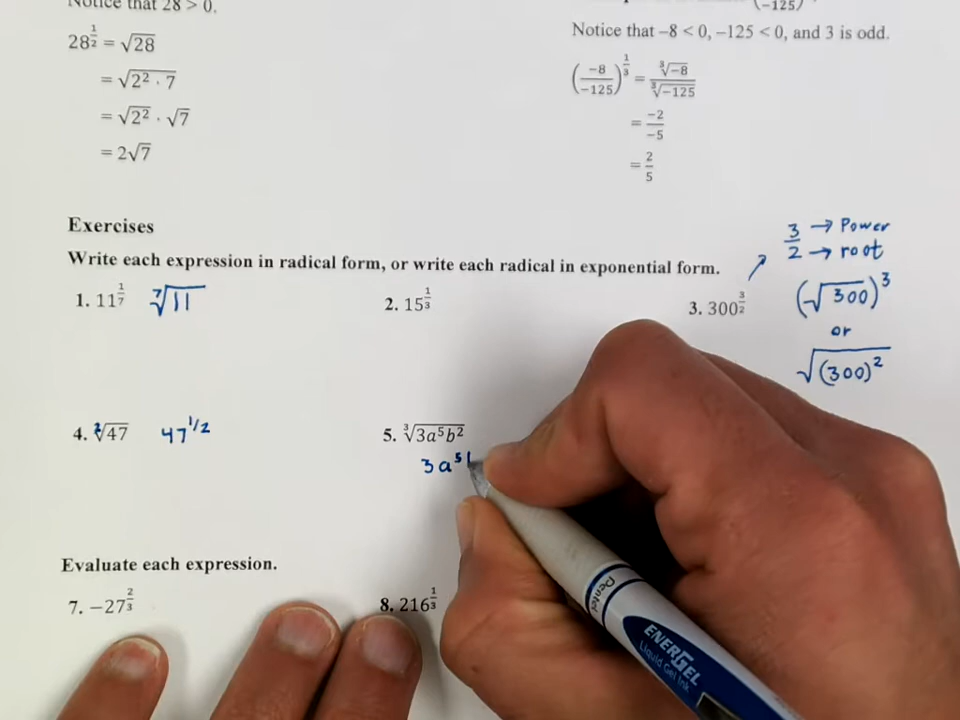 Notice that 28 > 0.
28^{1/2} = √28
= √(2² · 7)
= √2² · √7
= 2√7
(-125)
Notice that −8 < 0, −125 < 0, and 3 is odd.
(−8/−125)^{1/3} = ∛−8/∛−125
= −2/−5
= 2/5
Exercises
Write each expression in radical form, or write each radical in exponential form.
3/2 → Power
→ root
1. 11^{1/7} ⁷√11
2. 15^{1/3}
3. 300^{3/2} (√300)³
or
√(300)²
4. ²√47 47^{1/2}
5. ∛(3a⁵b²)
3a⁵
Evaluate each expression.
7. −27^{2/3}
8. 216^{1/3}
Pentel
ENERGEL
Liquid Gel Ink